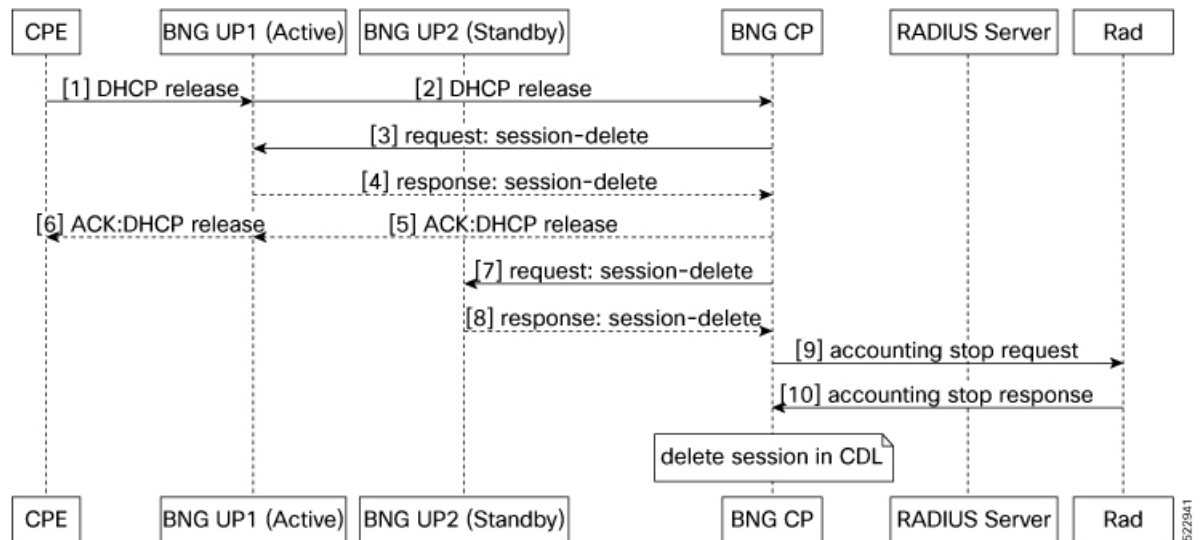 CPE
BNG UP1 (Active)
BNG UP2 (Standby)
BNG CP
RADIUS Server
Rad
[1] DHCP release
[2] DHCP release
[3] request: session-delete
[4] response: session-delete
[6] ACK:DHCP release
[5] ACK:DHCP release
[7] request: session-delete
[8] response: session-delete
[9] accounting stop request
[10] accounting stop response
delete session in CDL
CPE
BNG UP1 (Active)
BNG UP2 (Standby)
BNG CP
RADIUS Server
Rad
522941